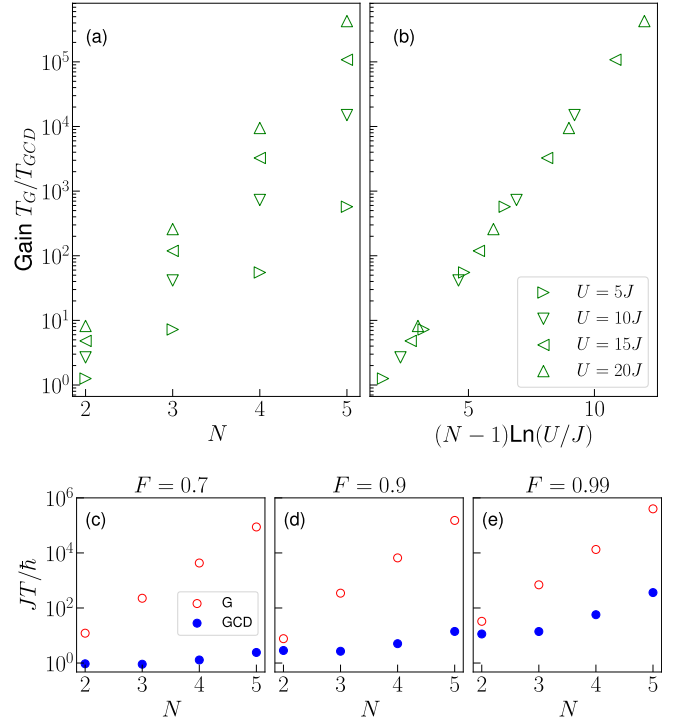 (a)
(b)
Gain T_G/T_GCD
10^5
10^4
10^3
10^2
10^1
10^0
2 3 4 5
N
5 10
(N − 1)Ln(U/J)
U = 5J
U = 10J
U = 15J
U = 20J
F = 0.7
F = 0.9
F = 0.99
(c)
(d)
(e)
JT/ħ
10^6
10^4
10^2
10^0
G
GCD
2 3 4 5
2 3 4 5
2 3 4 5
N
N
N